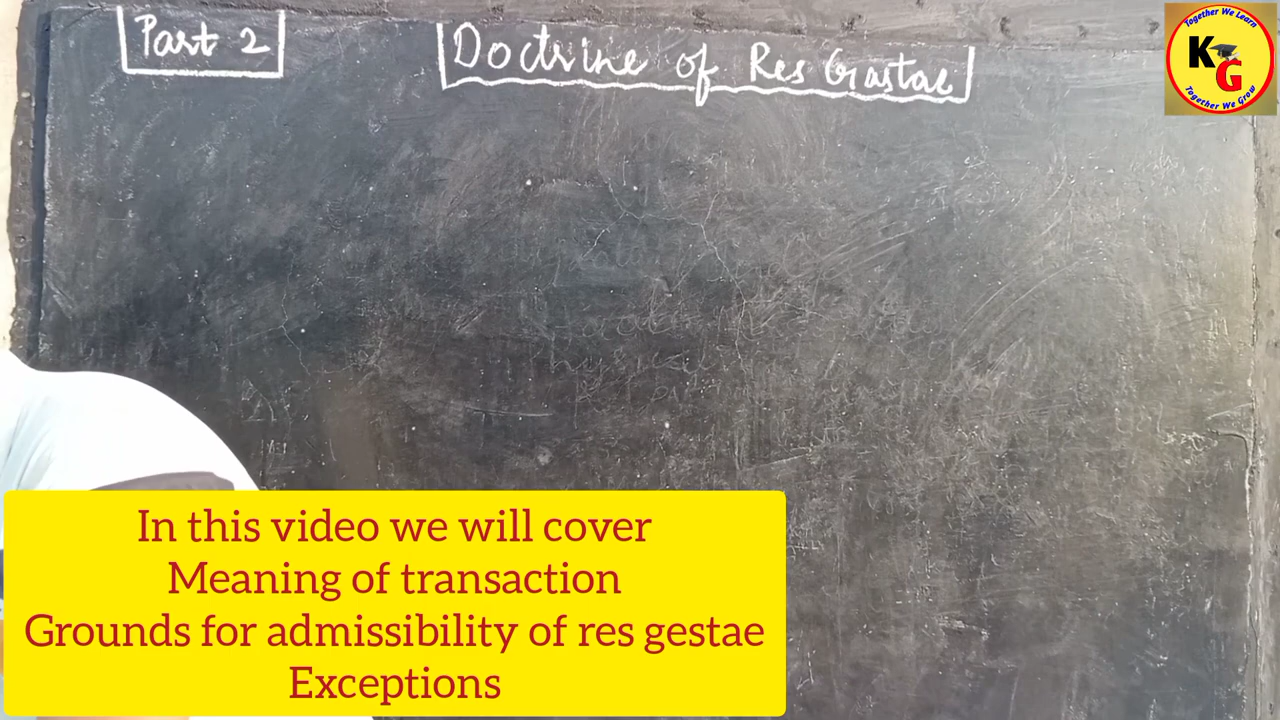 Part 2
Doctrine of Res Gastae
Together We Learn
KG
Together We Grow
In this video we will cover
Meaning of transaction
Grounds for admissibility of res gestae
Exceptions